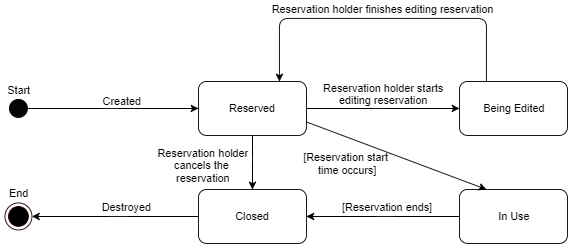 Reservation holder finishes editing reservation
Start
Created
Reserved
Reservation holder starts
editing reservation
Being Edited
Reservation holder
cancels the
reservation
[Reservation start
time occurs]
End
Destroyed
Closed
[Reservation ends]
In Use